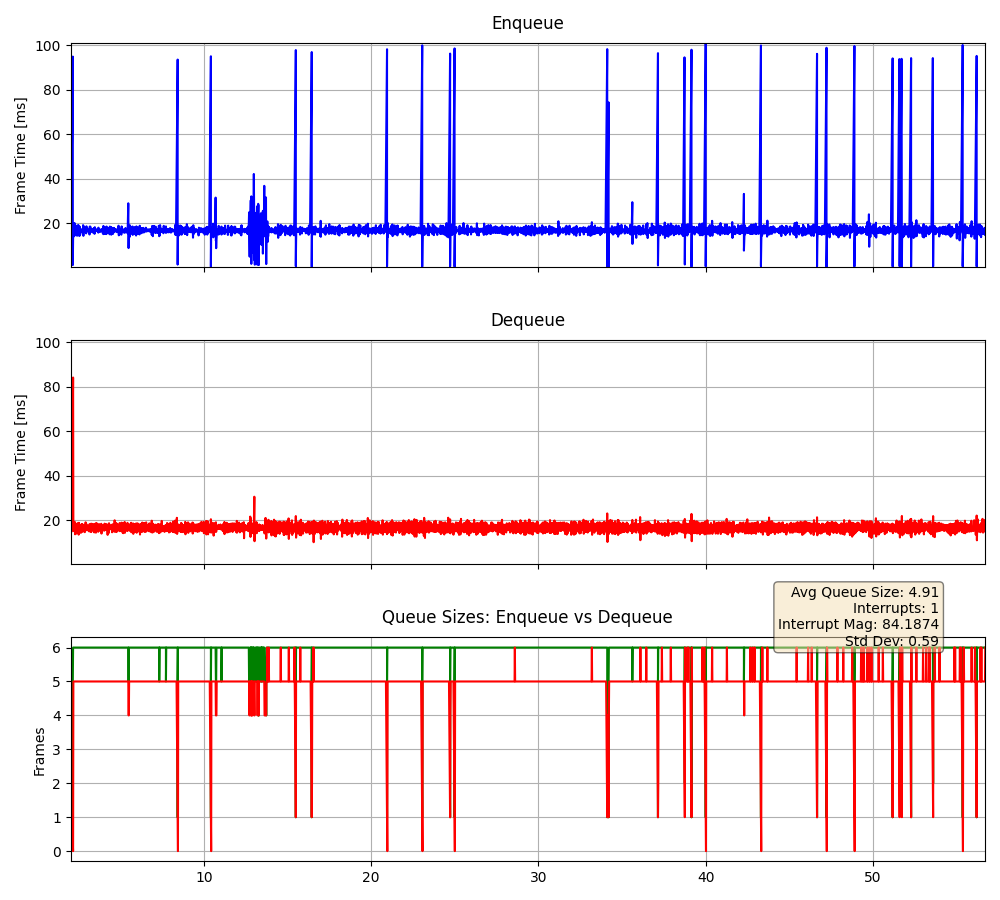 Enqueue
Frame Time [ms]
100
80
60
40
20
Dequeue
Frame Time [ms]
100
80
60
40
20
Avg Queue Size: 4.91
Interrupts: 1
Interrupt Mag: 84.1874
Std Dev: 0.59
Queue Sizes: Enqueue vs Dequeue
Frames
6
5
4
3
2
1
0
10 20 30 40 50